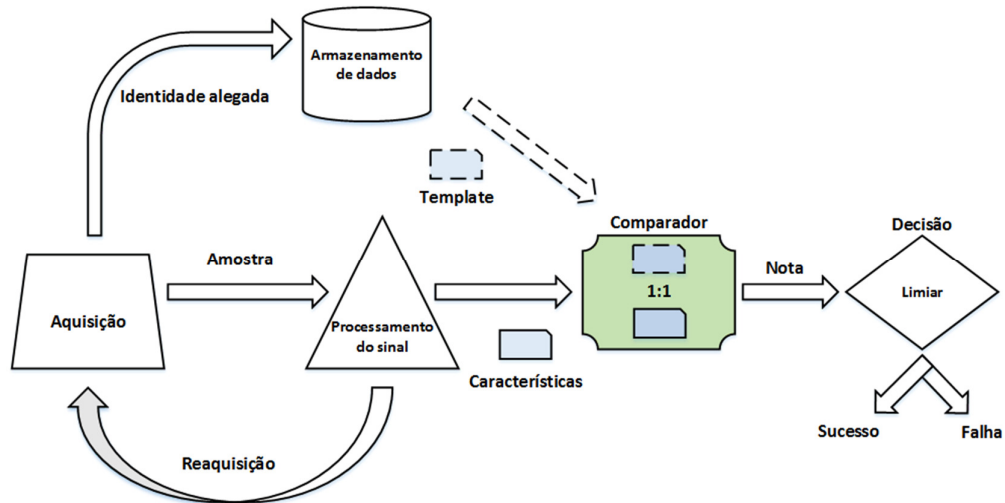 Armazenamento
de dados
Identidade alegada
Template
Comparador
Decisão
Amostra
Nota
1:1
Limiar
Aquisição
Processamento
do sinal
Característificas
Sucesso
Falha
Reaquisição